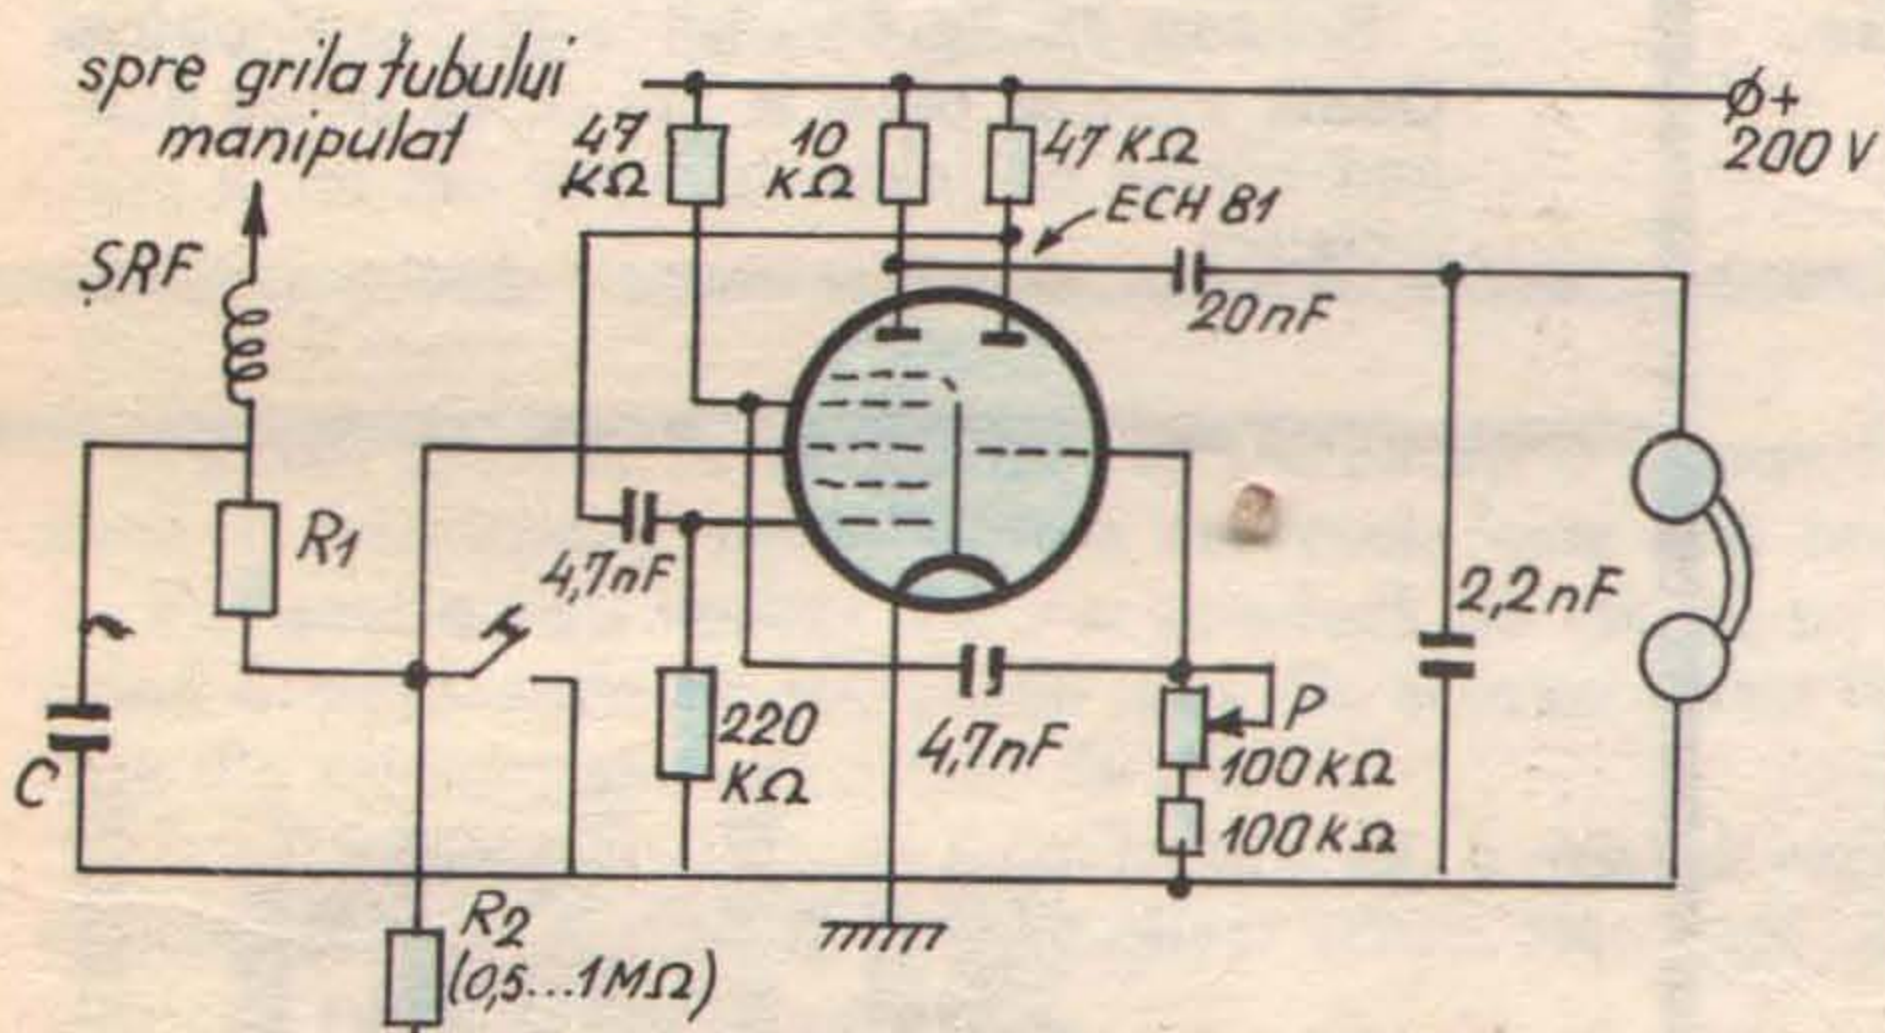 spre grila tubului
manipulat
ȘRF
47
KΩ
10
KΩ
47 KΩ
ECH 81
Ø+
200 V
20nF
R1
4,7nF
220
KΩ
4,7nF
P
100KΩ
100KΩ
2,2nF
C
R2
(0,5...1MΩ)